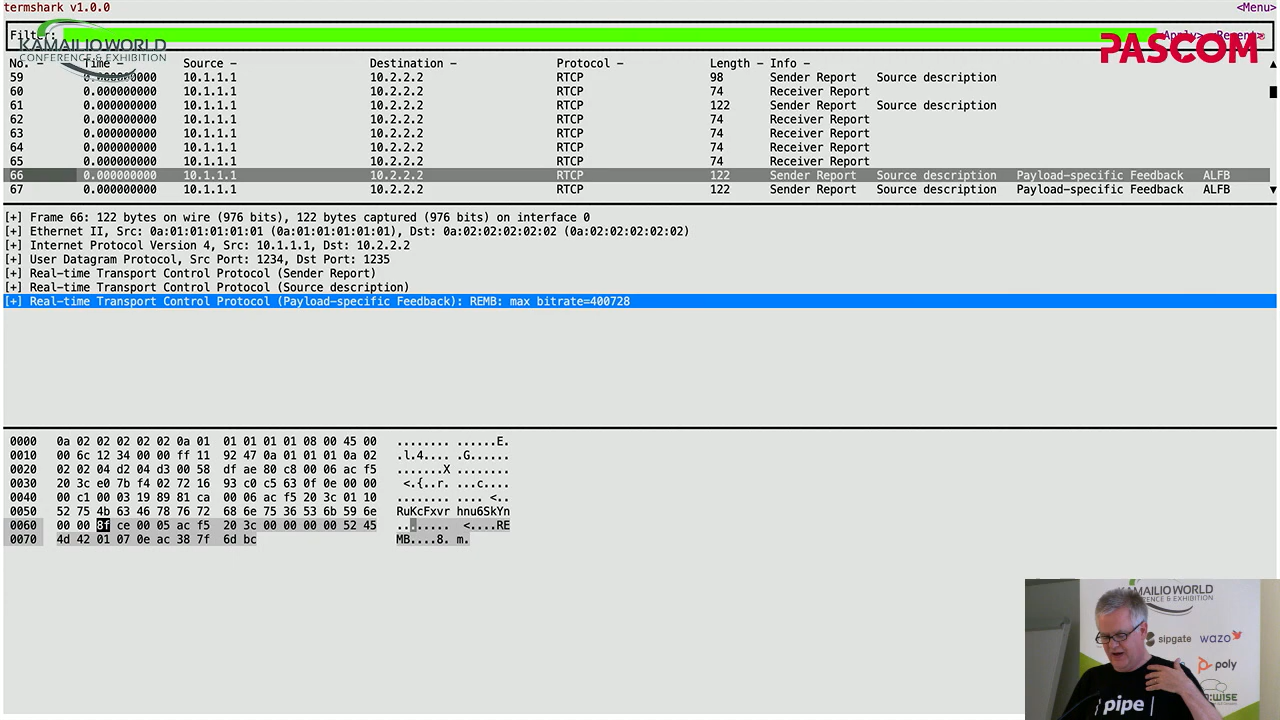 termshark v1.0.0 <Menu>
Filter: <Apply> <Recent>
KAMAILIO WORLD
CONFERENCE & EXHIBITION
PASCOM
No. – Time – Source – Destination – Protocol – Length – Info –
59 0.000000000 10.1.1.1 10.2.2.2 RTCP 98 Sender Report Source description
60 0.000000000 10.1.1.1 10.2.2.2 RTCP 74 Receiver Report
61 0.000000000 10.1.1.1 10.2.2.2 RTCP 122 Sender Report Source description
62 0.000000000 10.1.1.1 10.2.2.2 RTCP 74 Receiver Report
63 0.000000000 10.1.1.1 10.2.2.2 RTCP 74 Receiver Report
64 0.000000000 10.1.1.1 10.2.2.2 RTCP 74 Receiver Report
65 0.000000000 10.1.1.1 10.2.2.2 RTCP 74 Receiver Report
66 0.000000000 10.1.1.1 10.2.2.2 RTCP 122 Sender Report Source description Payload-specific Feedback ALFB
67 0.000000000 10.1.1.1 10.2.2.2 RTCP 122 Sender Report Source description Payload-specific Feedback ALFB
[+] Frame 66: 122 bytes on wire (976 bits), 122 bytes captured (976 bits) on interface 0
[+] Ethernet II, Src: 0a:01:01:01:01:01 (0a:01:01:01:01:01), Dst: 0a:02:02:02:02:02 (0a:02:02:02:02:02)
[+] Internet Protocol Version 4, Src: 10.1.1.1, Dst: 10.2.2.2
[+] User Datagram Protocol, Src Port: 1234, Dst Port: 1235
[+] Real-time Transport Control Protocol (Sender Report)
[+] Real-time Transport Control Protocol (Source description)
[+] Real-time Transport Control Protocol (Payload-specific Feedback): REMB: max bitrate=400728
0000 0a 02 02 02 02 02 0a 01 01 01 01 01 08 00 45 00 ........ ......E.
0010 00 6c 12 34 00 00 ff 11 92 47 0a 01 01 01 0a 02 .l.4.... .G......
0020 02 02 04 d2 04 d3 00 58 df ae 80 c8 00 06 ac f5 .......X ........
0030 20 3c e0 7b f4 02 72 16 93 c0 c5 63 0f 0e 00 00 <.{..r. ...c....
0040 00 c1 00 03 19 89 81 ca 00 06 ac f5 20 3c 01 10 ........ .... <..
0050 52 75 4b 63 46 78 76 72 68 6e 75 36 53 6b 59 6e RuKcFxvr hnu6SkYn
0060 00 00 8f ce 00 05 ac f5 20 3c 00 00 00 00 52 45 ........ <....RE
0070 4d 42 01 07 0e ac 38 7f 6d bc MB....8. m.
KAMAILIO WORLD
CONFERENCE & EXHIBITION
sipgate wazo
poly
pipe